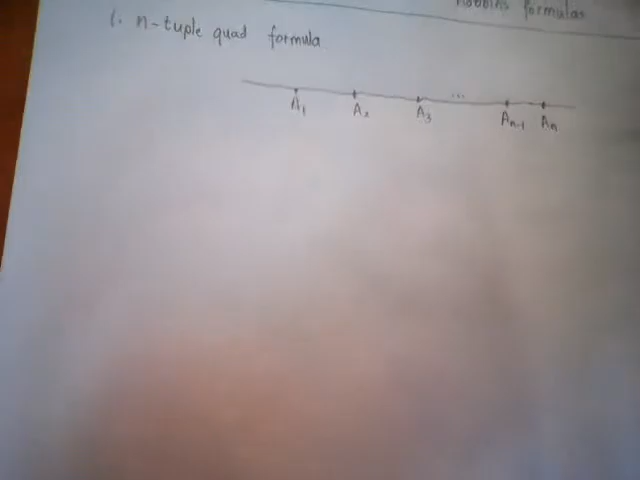 Robbins formulas
1. n-tuple quad formula
...
A₁ A₂ A₃ Aₙ₋₁ Aₙ